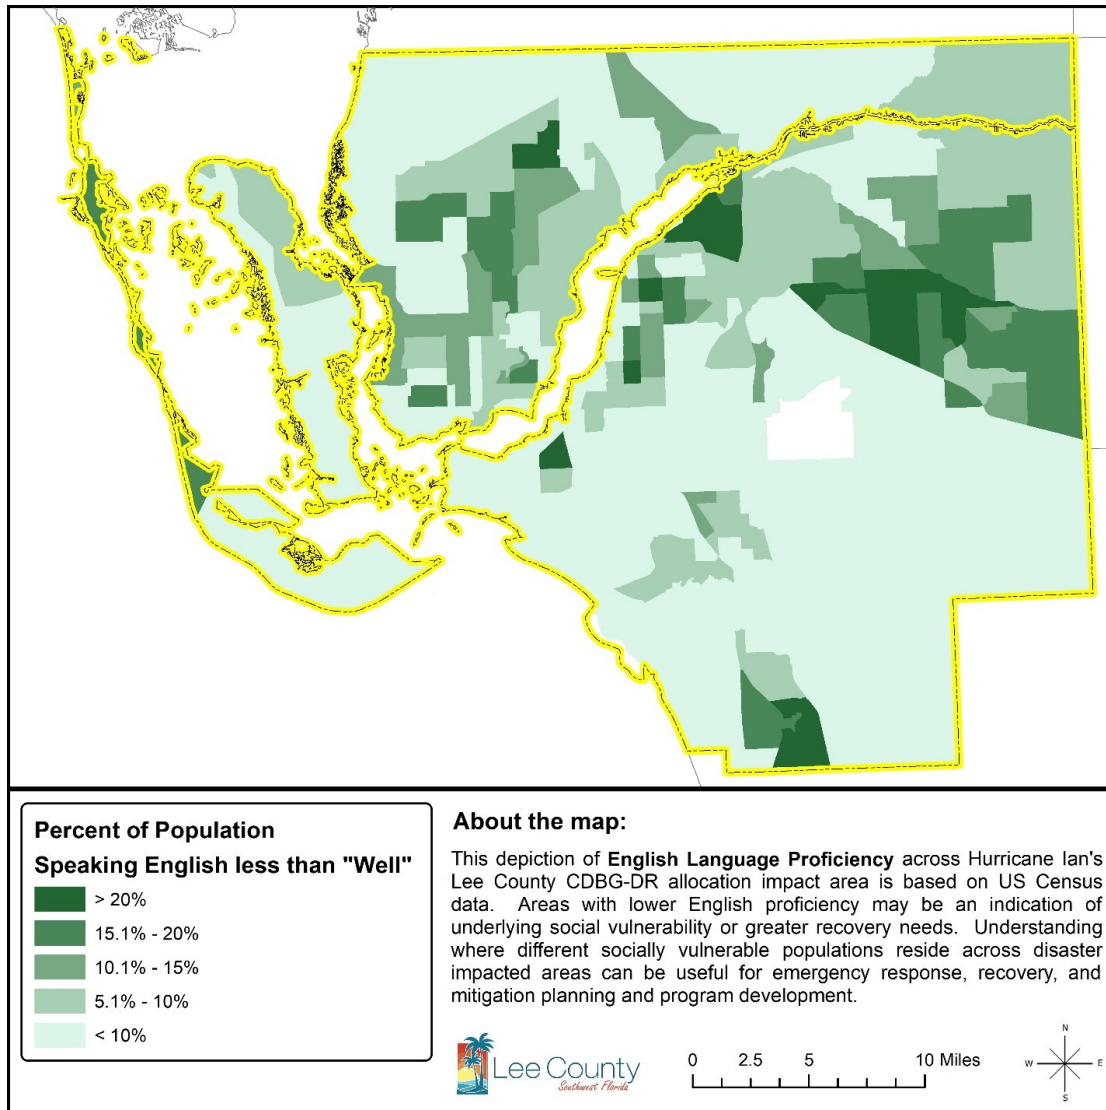 Percent of Population
Speaking English less than "Well"
> 20%
15.1% - 20%
10.1% - 15%
5.1% - 10%
< 10%
About the map:
This depiction of English Language Proficiency across Hurricane Ian's
Lee County CDBG-DR allocation impact area is based on US Census
data. Areas with lower English proficiency may be an indication of
underlying social vulnerability or greater recovery needs. Understanding
where different socially vulnerable populations reside across disaster
impacted areas can be useful for emergency response, recovery, and
mitigation planning and program development.
Lee County
Southwest Florida
0 2.5 5 10 Miles
N
W E
S